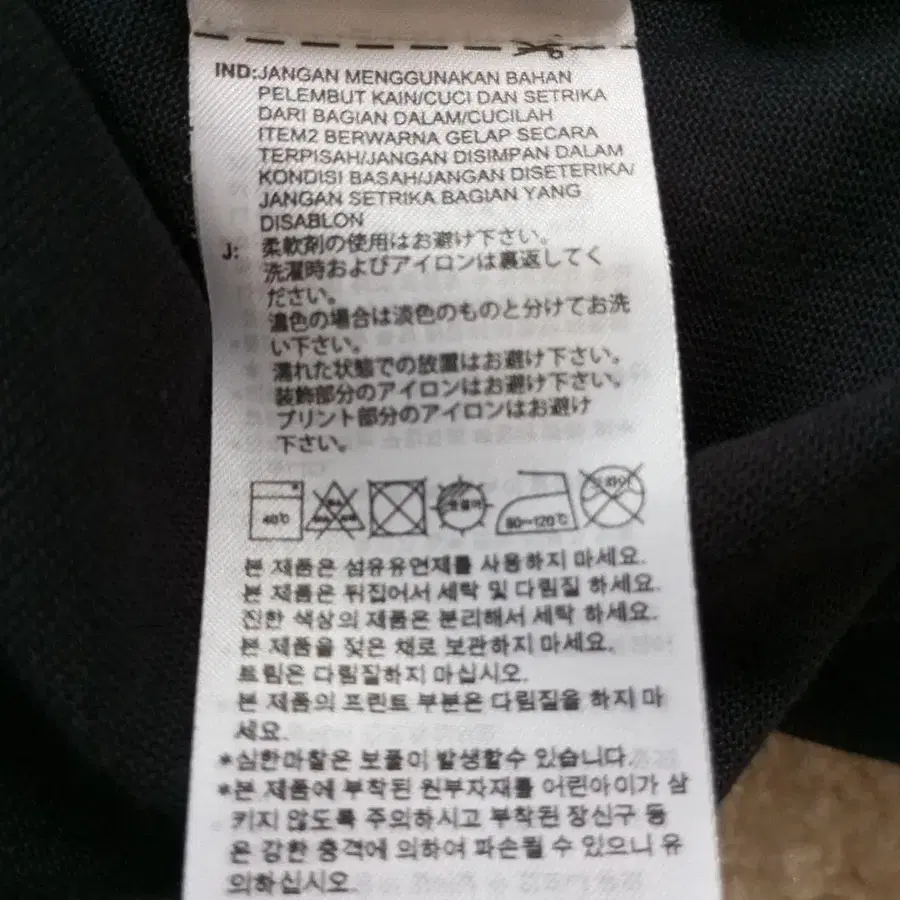 IND:JANGAN MENGGUNAKAN BAHAN
PELEMBUT KAIN/CUCI DAN SETRIKA
DARI BAGIAN DALAM/CUCILAH
ITEM2 BERWARNA GELAP SECARA
TERPISAH/JANGAN DISIMPAN DALAM
KONDISI BASAH/JANGAN DISETERIKA/
JANGAN SETRIKA BAGIAN YANG
DISABLON
J: 柔軟剤の使用はお避け下さい。
洗濯時およびアイロンは裏返してく
ださい。
濃色の場合は淡色のものと分けてお洗
い下さい。
濡れた状態での放置はお避け下さい。
装飾部分のアイロンはお避け下さい。
プリント部分のアイロンはお避け
下さい。
40℃
80~120℃
본 제품은 섬유유연제를 사용하지 마세요.
본 제품은 뒤집어서 세탁 및 다림질 하세요.
진한 색상의 제품은 분리해서 세탁 하세요.
본 제품을 젖은 채로 보관하지 마세요.
트림은 다림질하지 마십시오.
본 제품의 프린트 부분은 다림질을 하지 마
세요.
*심한마찰은 보풀이 발생할수 있습니다.
*본 제품에 부착된 원부자재를 어린아이가 삼
키지 않도록 주의하시고 부착된 장신구 등
은 강한 충격에 의하여 파손될 수 있으니 유
의하십시오.